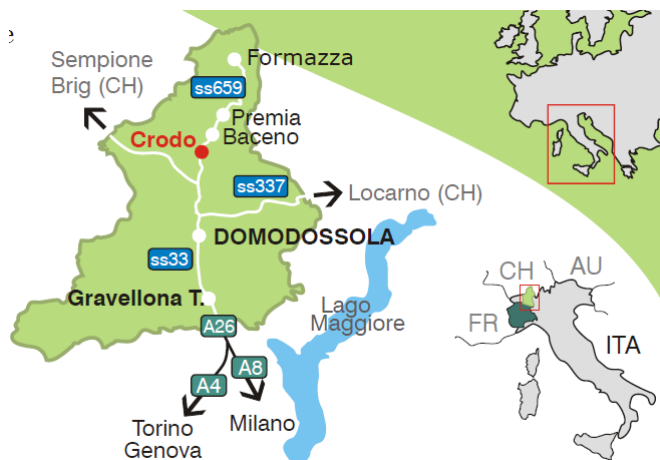 e
Sempione
Brig (CH)
Formazza
ss659
Premia
Baceno
Crodo
ss337
Locarno (CH)
DOMODOSSOLA
ss33
Gravellona T.
Lago
Maggiore
A26
A8
A4
Torino
Genova
Milano
CH
AU
FR
ITA